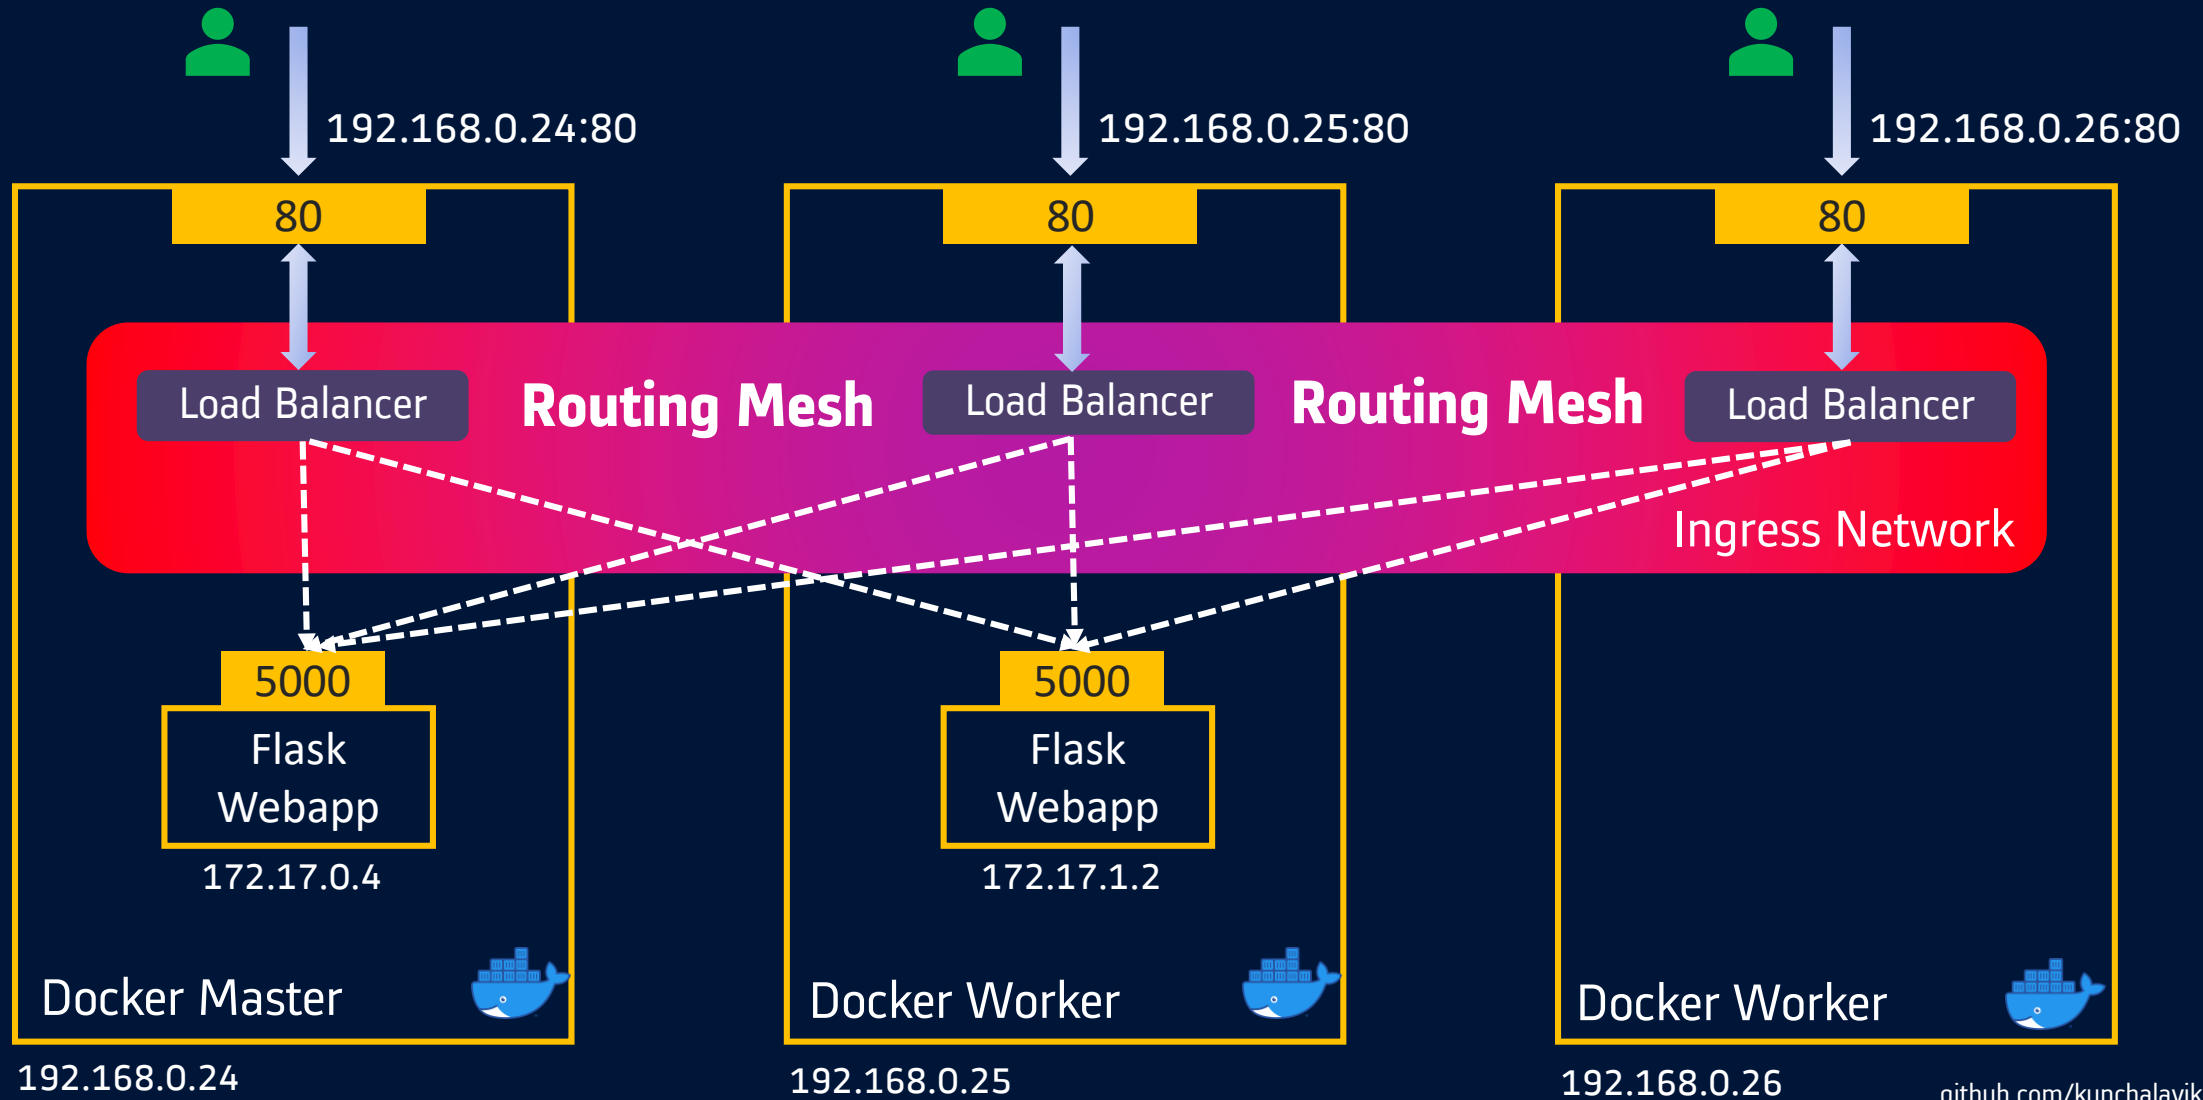 192.168.0.24:80
192.168.0.25:80
192.168.0.26:80
80
80
80
Load Balancer
Routing Mesh
Load Balancer
Routing Mesh
Load Balancer
Ingress Network
5000
5000
Flask
Webapp
Flask
Webapp
172.17.0.4
172.17.1.2
Docker Master
Docker Worker
Docker Worker
192.168.0.24
192.168.0.25
192.168.0.26
github.com/kunchalavik